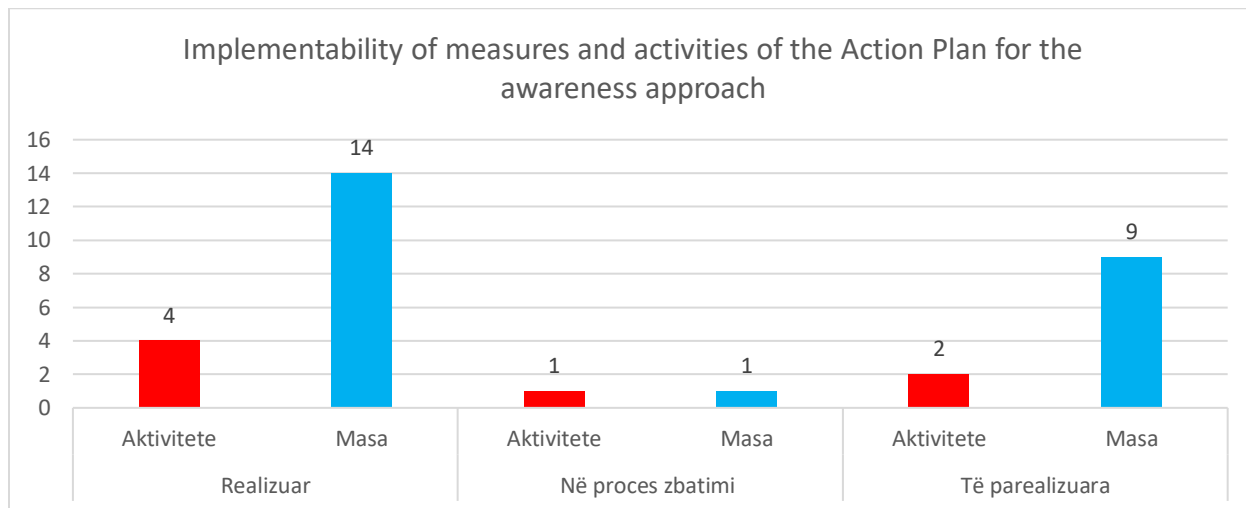 Implementability of measures and activities of the Action Plan for the
awareness approach
16
14
12
10
8
6
4
2
0
4
14
1
1
2
9
Aktivitete
Masa
Aktivitete
Masa
Aktivitete
Masa
Realizuar
Në proces zbatimi
Të parealizuara